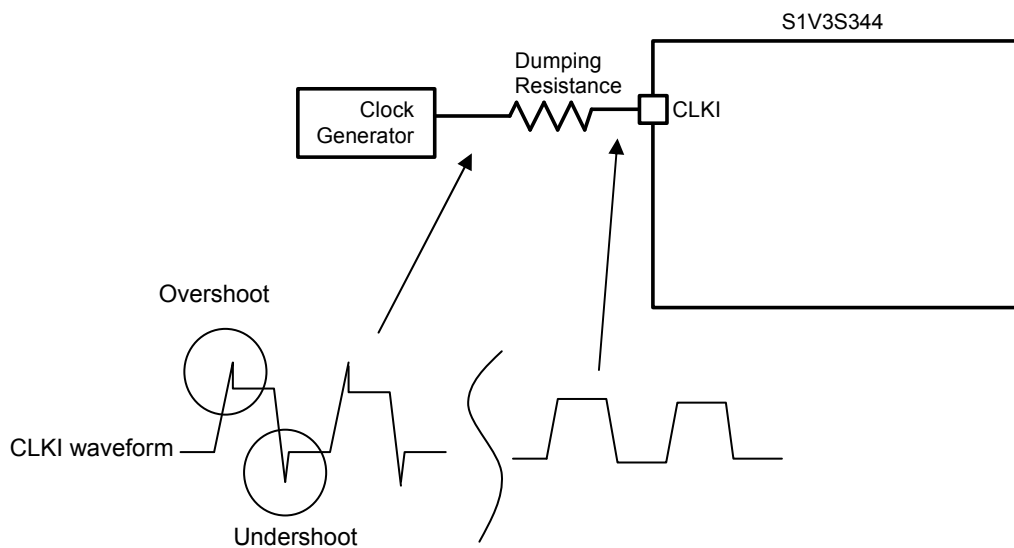 S1V3S344
Dumping
Resistance
Clock
Generator
CLKI
Overshoot
CLKI waveform
Undershoot